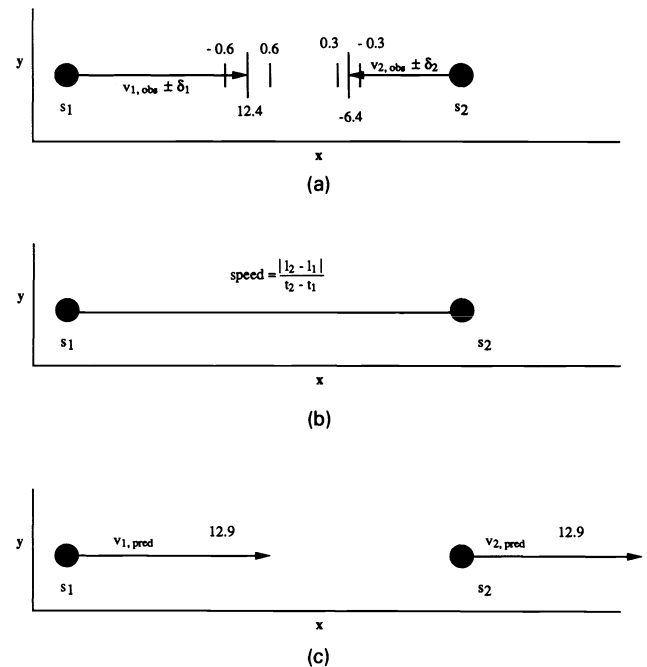 - 0.6 0.6 0.3 - 0.3
y
v1, obs ± δ1 v2, obs ± δ2
s1 s2
12.4 -6.4
x
(a)
speed = | l2 - l1 | / t2 - t1
y
s1 s2
x
(b)
12.9 12.9
y
v1, pred v2, pred
s1 s2
x
(c)